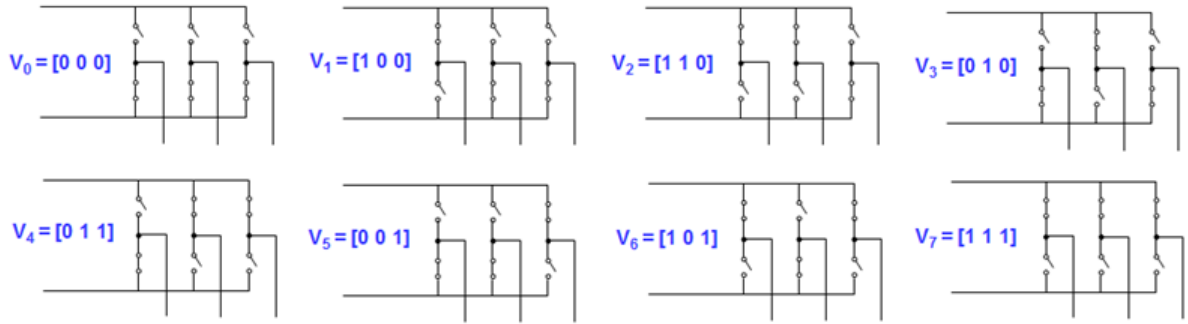 V₀ = [0 0 0]
V₁ = [1 0 0]
V₂ = [1 1 0]
V₃ = [0 1 0]
V₄ = [0 1 1]
V₅ = [0 0 1]
V₆ = [1 0 1]
V₇ = [1 1 1]